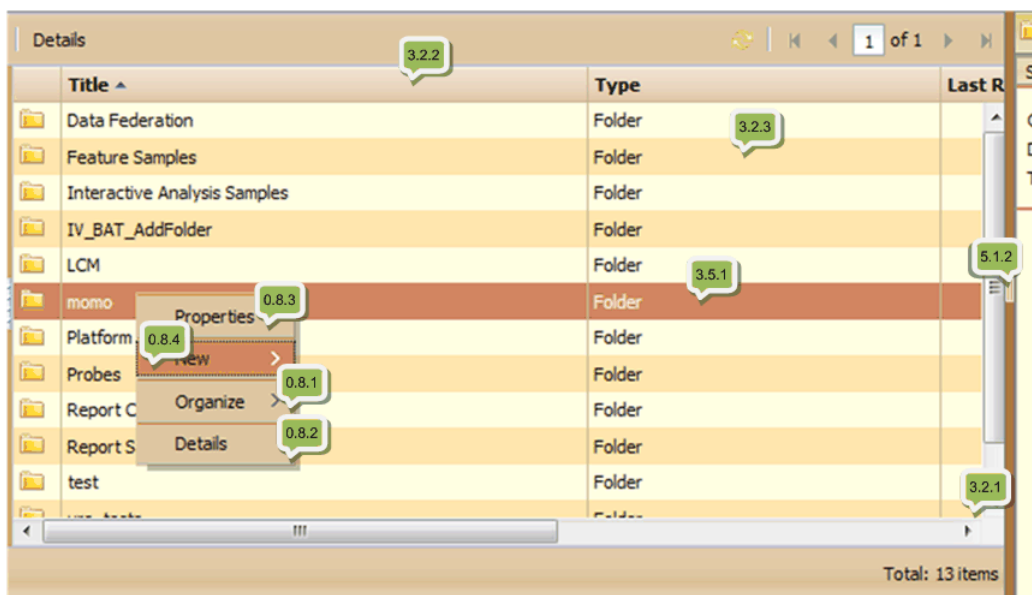 Details
1 of 1
3.2.2
Title
Type
Last R
S
Data Federation
Folder
3.2.3
Feature Samples
Folder
Interactive Analysis Samples
Folder
IV_BAT_AddFolder
Folder
LCM
Folder
3.5.1
5.1.2
momo
Folder
Properties
0.8.3
Platform
Folder
0.8.4
New
Probes
Folder
0.8.1
Report C
Organize
Folder
0.8.2
Report S
Details
Folder
test
Folder
3.2.1
Total: 13 items